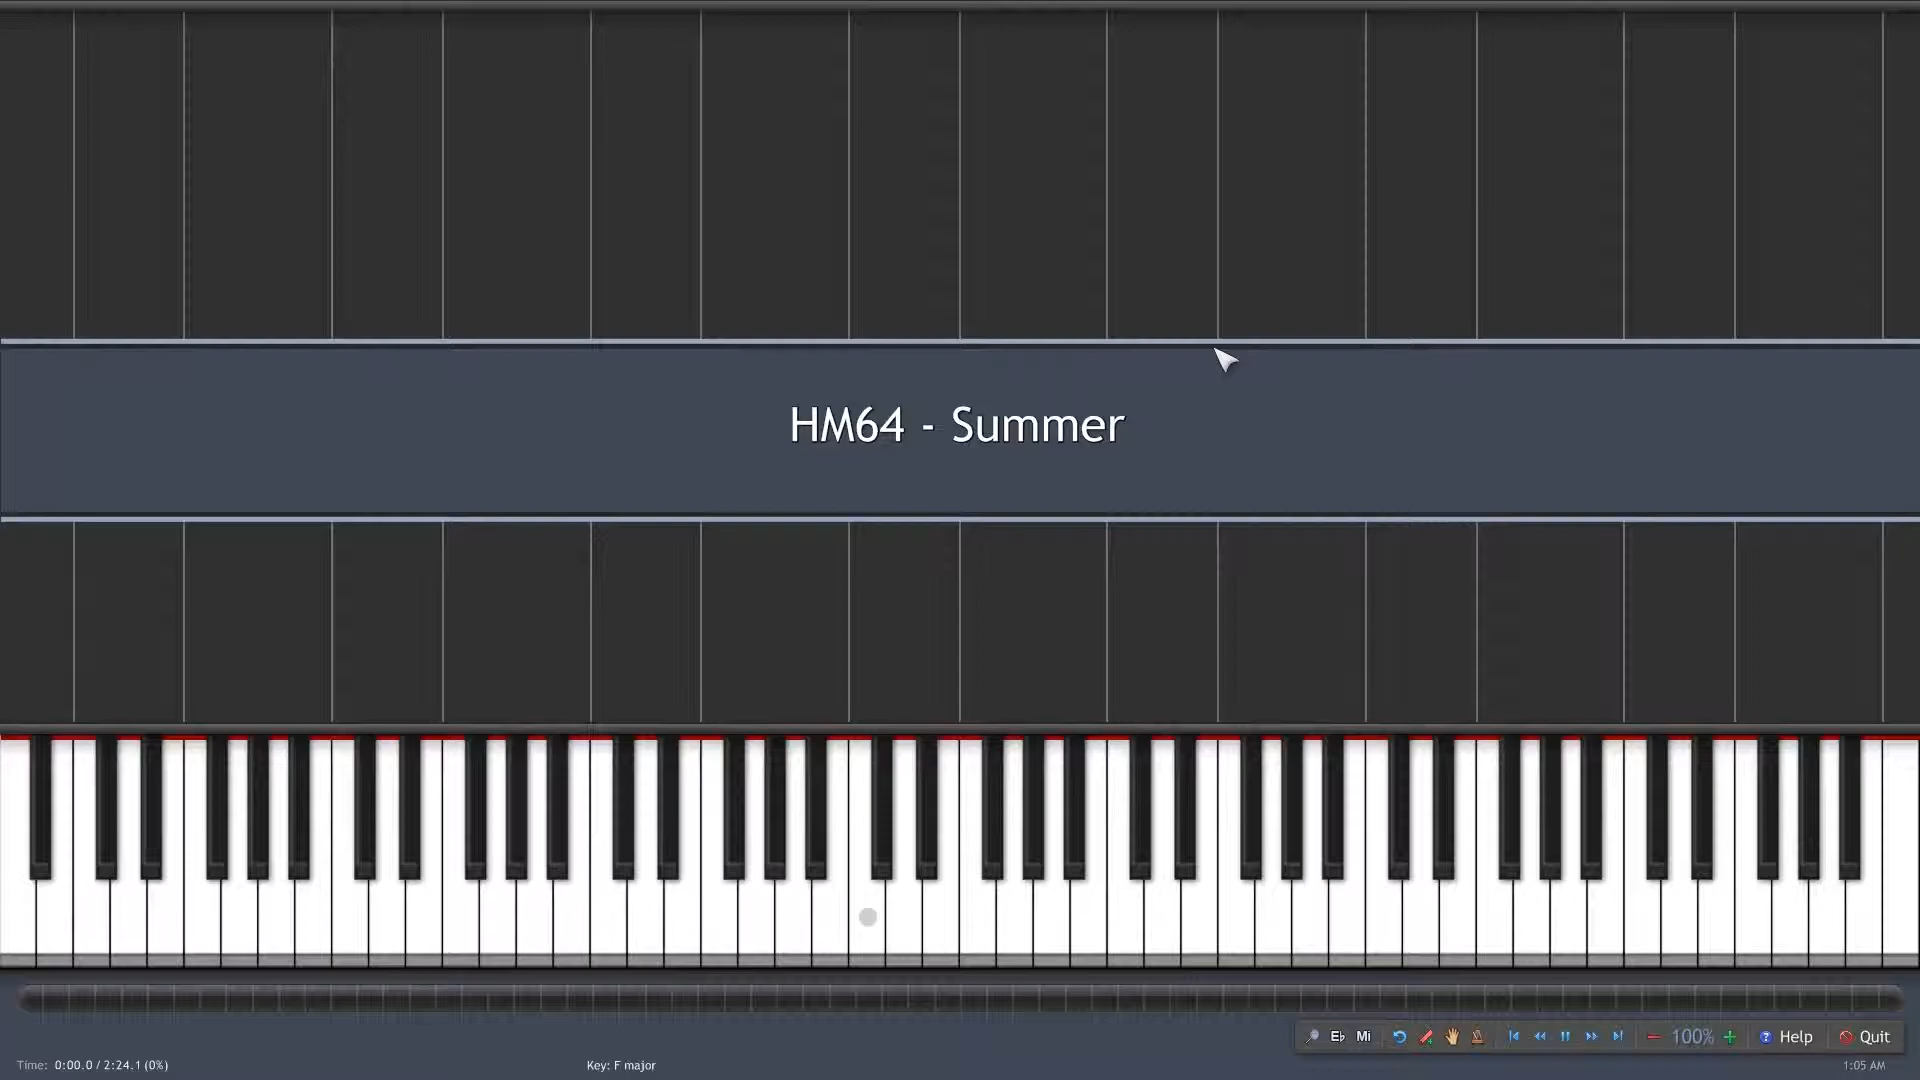 HM64 - Summer
Eb Mi 100% Help Quit
Time: 0:00.0 / 2:24.1 (0%) Key: F major 1:05 AM